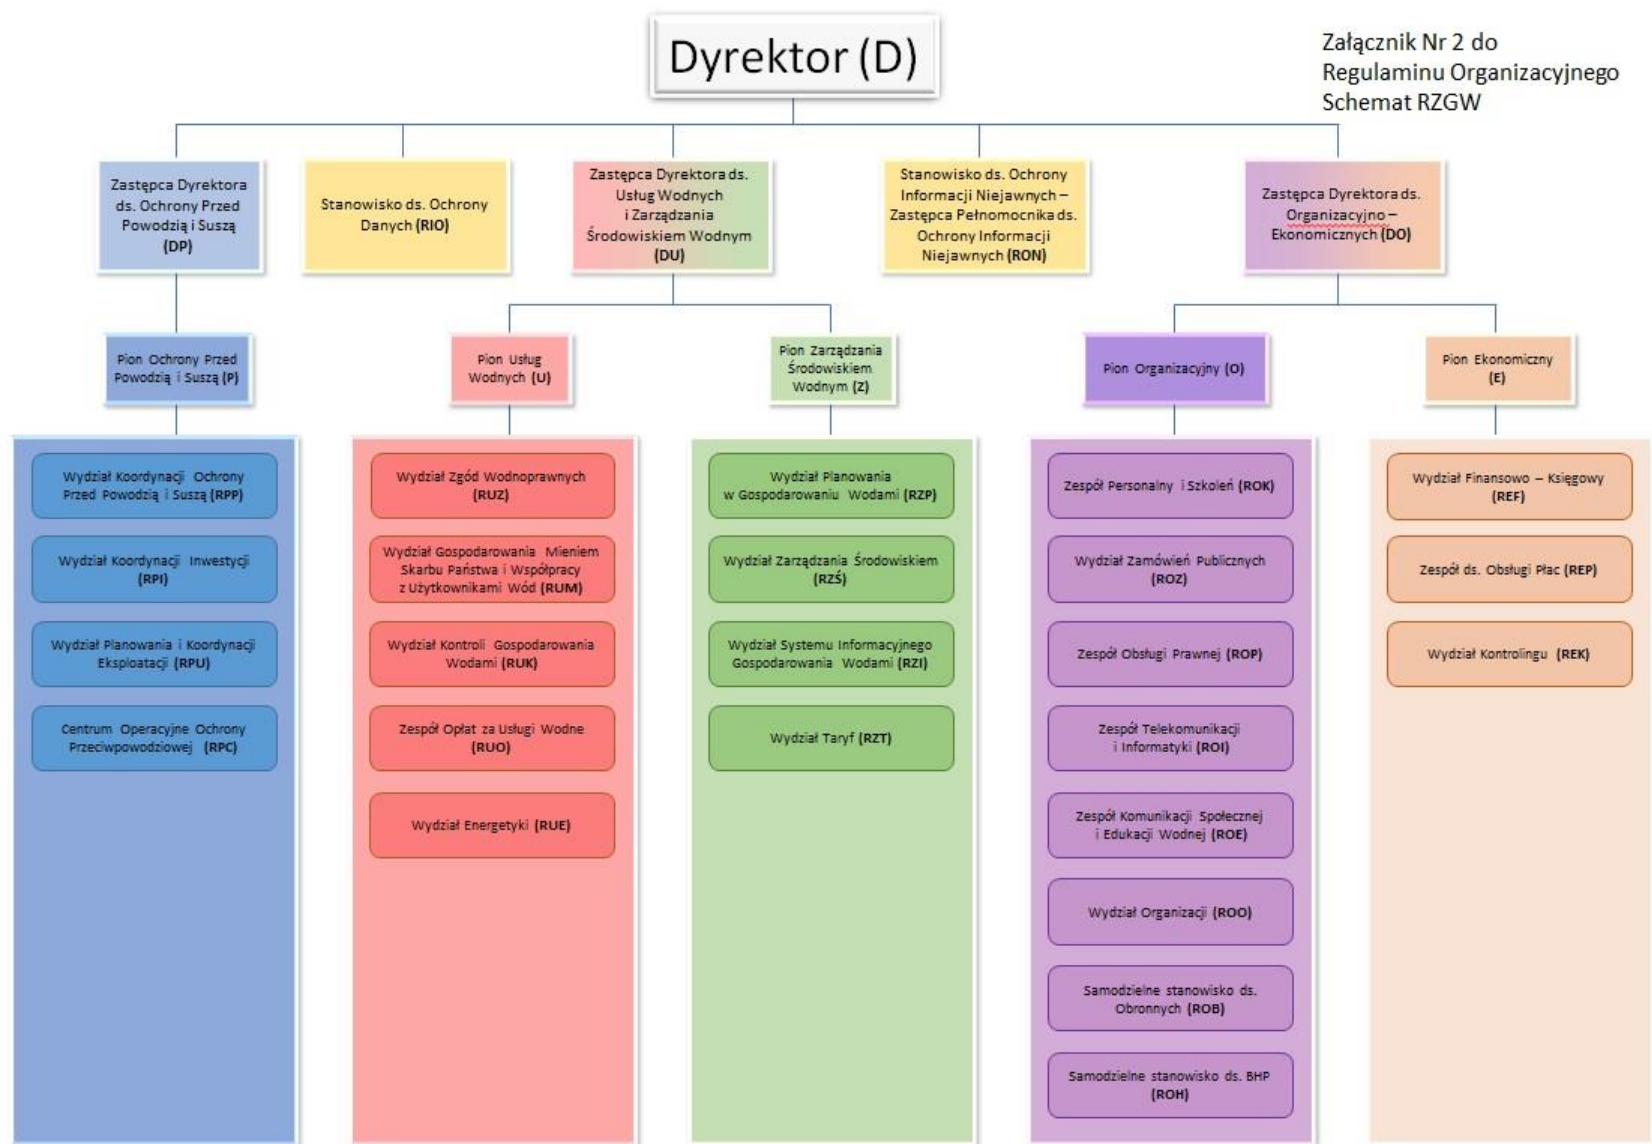 Dyrektor (D)
Załącznik Nr 2 do
Regulaminu Organizacyjnego
Schemat RZGW
Zastępca Dyrektora
ds. Ochrony Przed
Powodzią i Suszą
(DP)
Stanowisko ds. Ochrony
Danych (RIO)
Zastępca Dyrektora ds.
Usług Wodnych
i Zarządzania
Środowiskiem Wodnym
(DU)
Stanowisko ds. Ochrony
Informacji Niejawnych –
Zastępca Pełnomocnika ds.
Ochrony Informacji
Niejawnych (RON)
Zastępca Dyrektora ds.
Organizacyjno –
Ekonomicznych (DO)
Pion Ochrony Przed
Powodzią i Suszą (P)
Pion Usług
Wodnych (U)
Pion Zarządzania
Środowiskiem
Wodnym (Z)
Pion Organizacyjny (O)
Pion Ekonomiczny
(E)
Wydział Koordynacji Ochrony
Przed Powodzią i Suszą (RPP)
Wydział Koordynacji Inwestycji
(RPI)
Wydział Planowania i Koordynacji
Eksploatacji (RPU)
Centrum Operacyjne Ochrony
Przeciwpowodziowej (RPC)
Wydział Zgód Wodnoprawnych
(RUZ)
Wydział Gospodarowania Mieniem
Skarbu Państwa i Współpracy
z Użytkownikami Wód (RUM)
Wydział Kontroli Gospodarowania
Wodami (RUK)
Zespół Opłat za Usługi Wodne
(RUO)
Wydział Energetyki (RUE)
Wydział Planowania
w Gospodarowaniu Wodami (RZP)
Wydział Zarządzania Środowiskiem
(RZŚ)
Wydział Systemu Informacyjnego
Gospodarowania Wodami (RZI)
Wydział Taryf (RZT)
Zespół Personalny i Szkoleń (ROK)
Wydział Zamówień Publicznych
(ROZ)
Zespół Obsługi Prawnej (ROP)
Zespół Telekomunikacji
i Informatyki (ROI)
Zespół Komunikacji Społecznej
i Edukacji Wodnej (ROE)
Wydział Organizacji (ROO)
Samodzielne stanowisko ds.
Obronnych (ROB)
Samodzielne stanowisko ds. BHP
(ROH)
Wydział Finansowo – Księgowy
(REF)
Zespół ds. Obsługi Płac (REP)
Wydział Kontrolingu (REK)